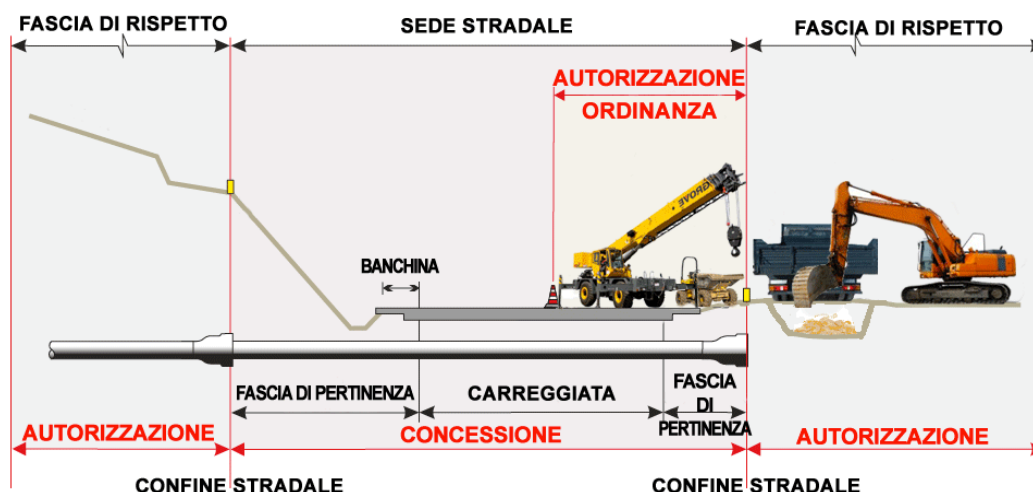 FASCIA DI RISPETTO
SEDE STRADALE
FASCIA DI RISPETTO
AUTORIZZAZIONE
ORDINANZA
GROVE
BANCHINA
FASCIA DI PERTINENZA
CARREGGIATA
FASCIA
DI
PERTINENZA
AUTORIZZAZIONE
CONCESSIONE
AUTORIZZAZIONE
CONFINE STRADALE
CONFINE STRADALE